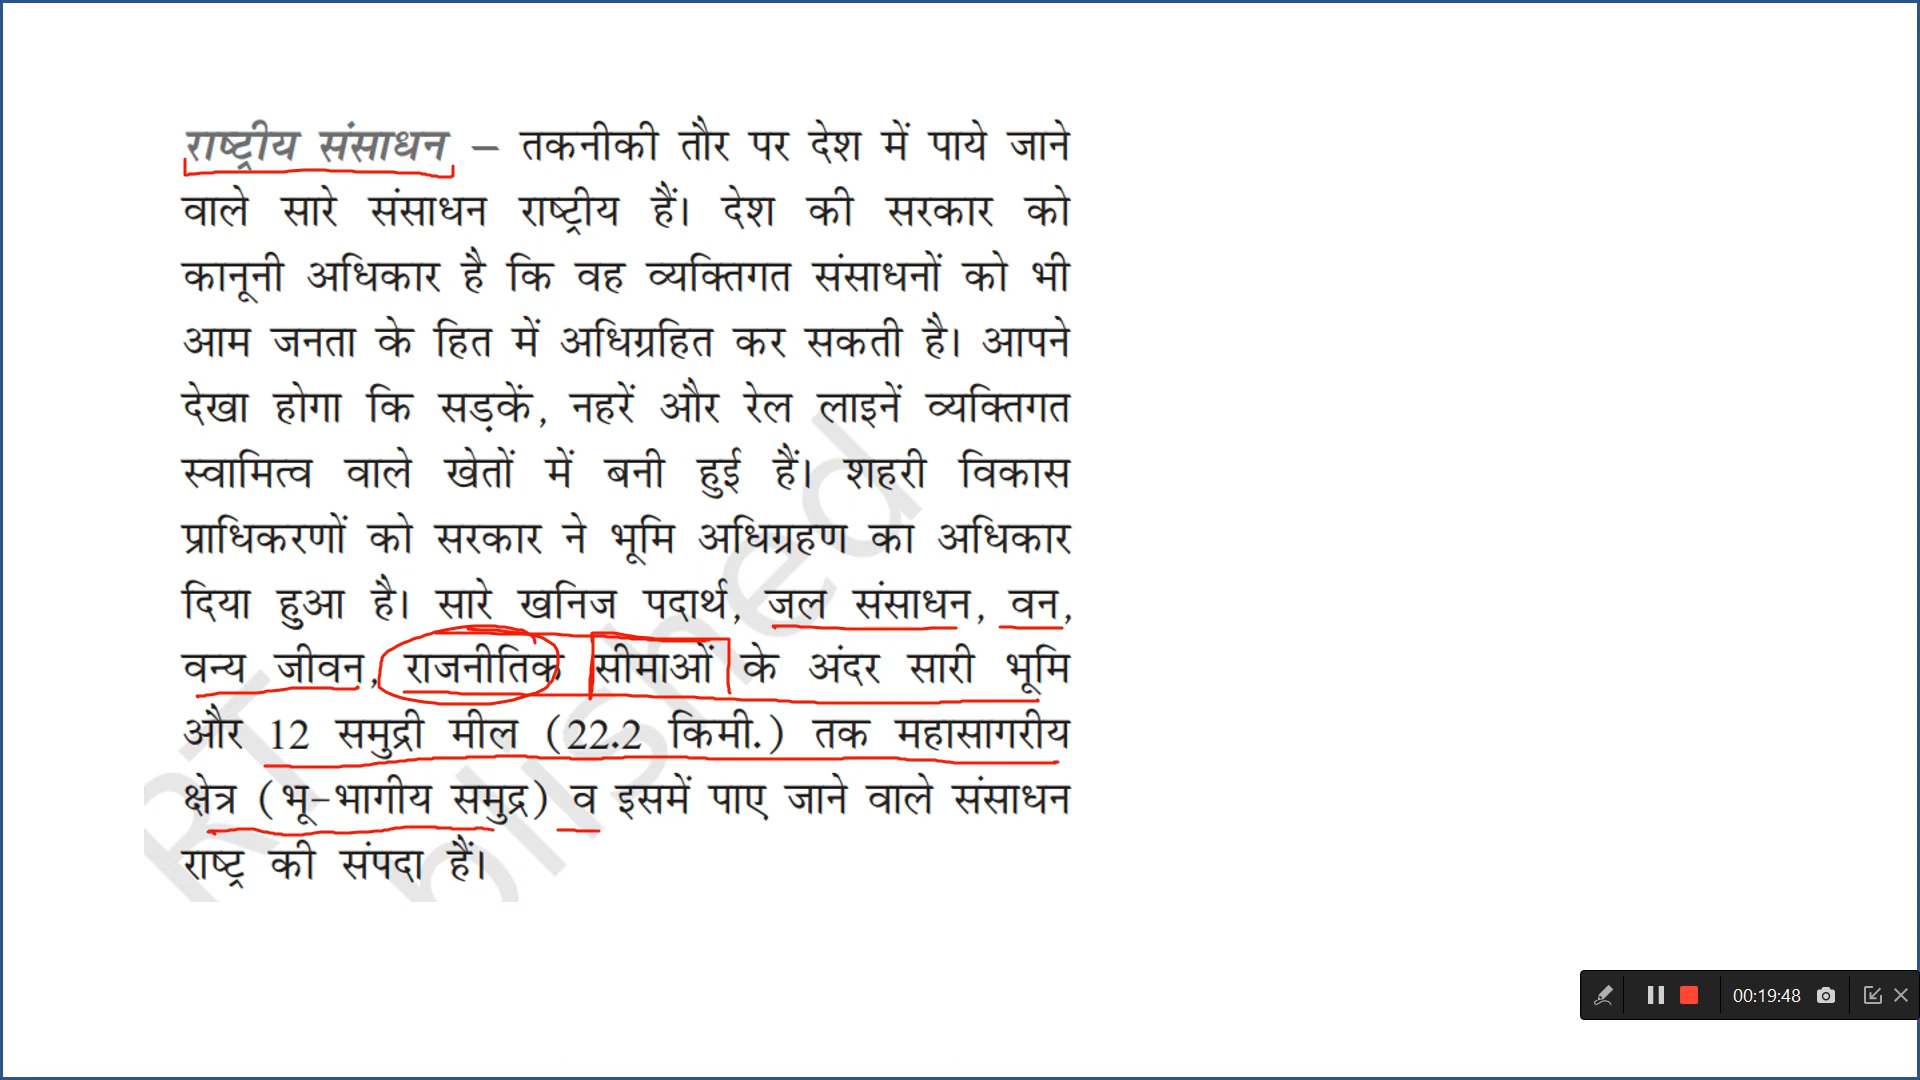 राष्ट्रीय संसाधन – तकनीकी तौर पर देश में पाये जाने
वाले सारे संसाधन राष्ट्रीय हैं। देश की सरकार को
कानूनी अधिकार है कि वह व्यक्तिगत संसाधनों को भी
आम जनता के हित में अधिग्रहित कर सकती है। आपने
देखा होगा कि सड़कें, नहरें और रेल लाइनें व्यक्तिगत
स्वामित्व वाले खेतों में बनी हुई हैं। शहरी विकास
प्राधिकरणों को सरकार ने भूमि अधिग्रहण का अधिकार
दिया हुआ है। सारे खनिज पदार्थ, जल संसाधन, वन,
वन्य जीवन, राजनीतिक सीमाओं के अंदर सारी भूमि
और 12 समुद्री मील (22.2 किमी.) तक महासागरीय
क्षेत्र (भू-भागीय समुद्र) व इसमें पाए जाने वाले संसाधन
राष्ट्र की संपदा हैं।
00:19:48